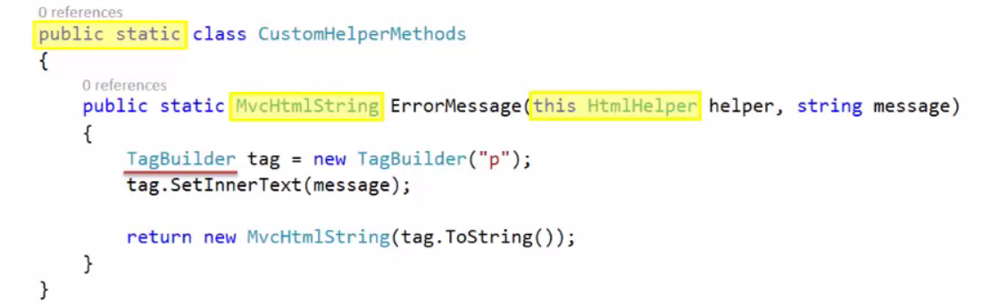 0 references
public static class CustomHelperMethods
{
0 references
public static MvcHtmlString ErrorMessage(this HtmlHelper helper, string message)
{
TagBuilder tag = new TagBuilder("p");
tag.SetInnerText(message);
return new MvcHtmlString(tag.ToString());
}
}